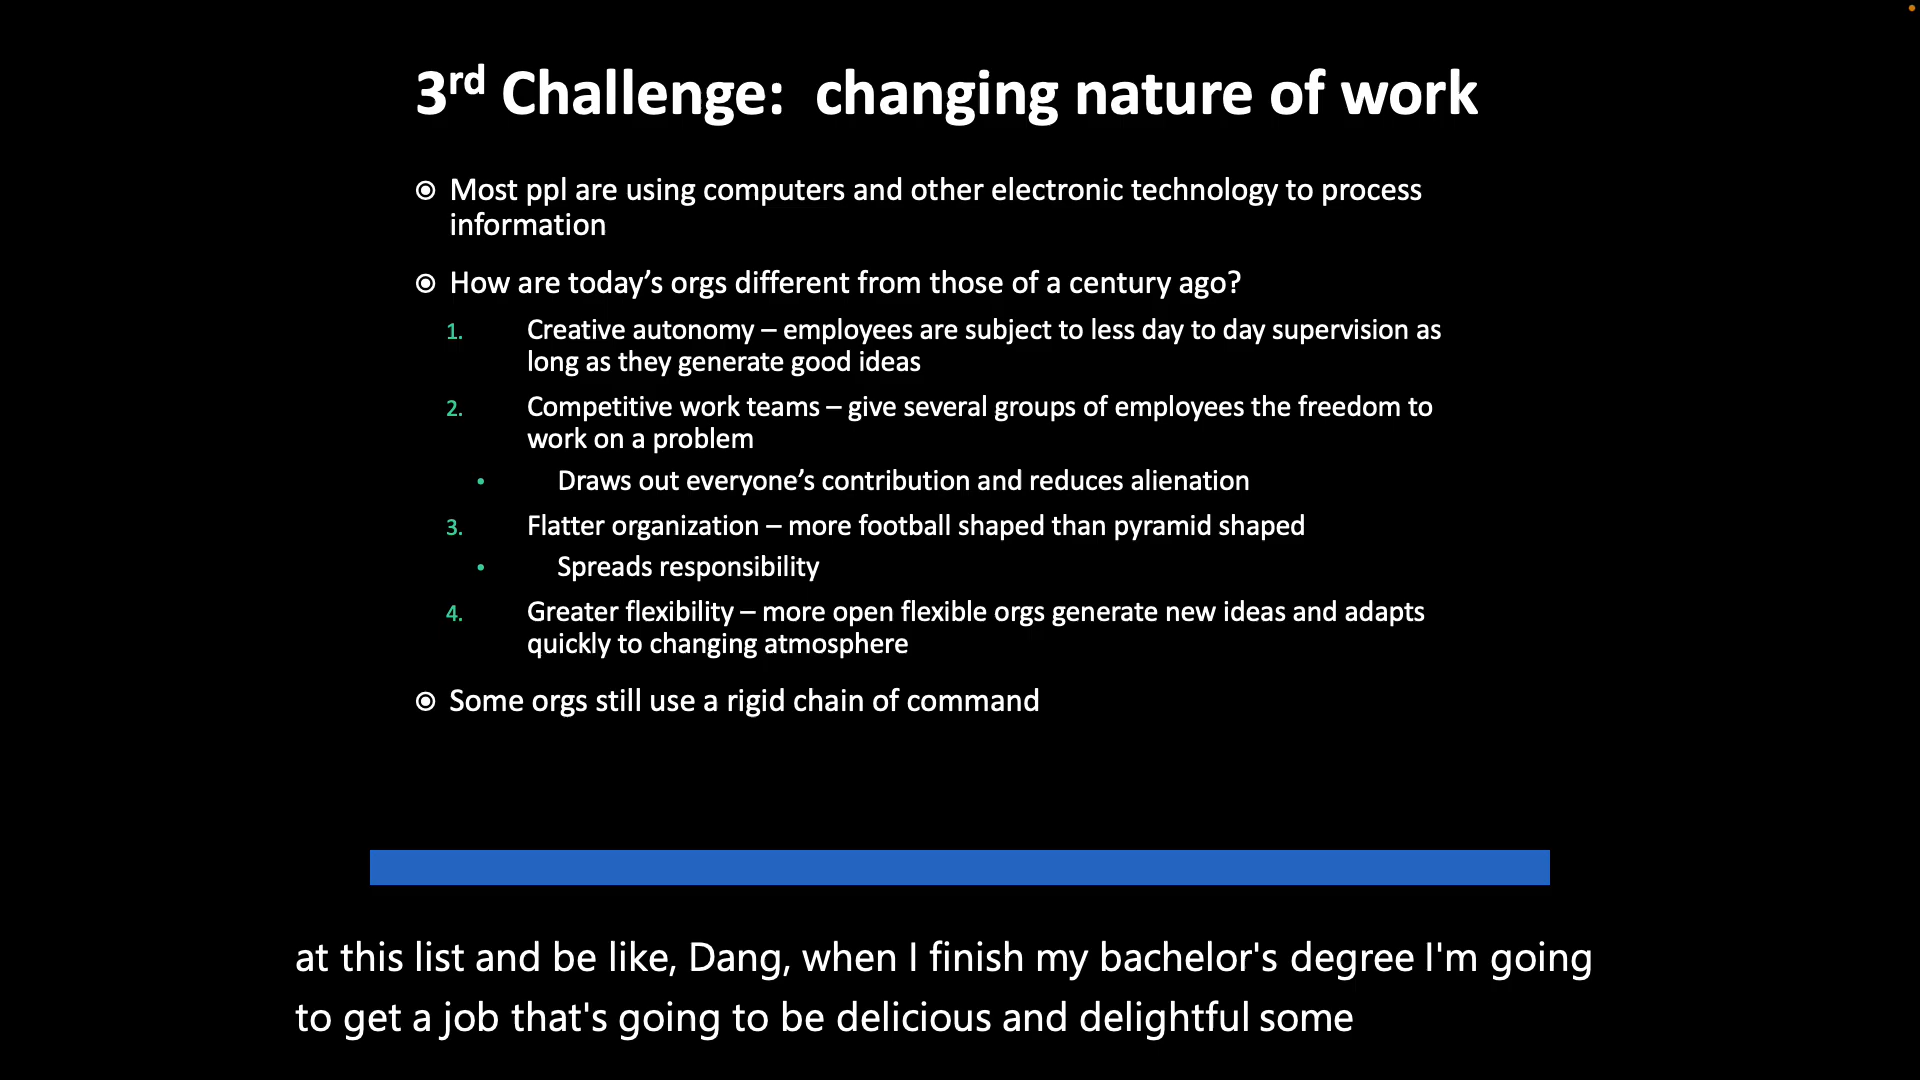 3rd Challenge:  changing nature of work
Most ppl are using computers and other electronic technology to process
information
How are today’s orgs different from those of a century ago?
1. Creative autonomy – employees are subject to less day to day supervision as
long as they generate good ideas
2. Competitive work teams – give several groups of employees the freedom to
work on a problem
• Draws out everyone’s contribution and reduces alienation
3. Flatter organization – more football shaped than pyramid shaped
• Spreads responsibility
4. Greater flexibility – more open flexible orgs generate new ideas and adapts
quickly to changing atmosphere
Some orgs still use a rigid chain of command
at this list and be like, Dang, when I finish my bachelor's degree I'm going
to get a job that's going to be delicious and delightful some